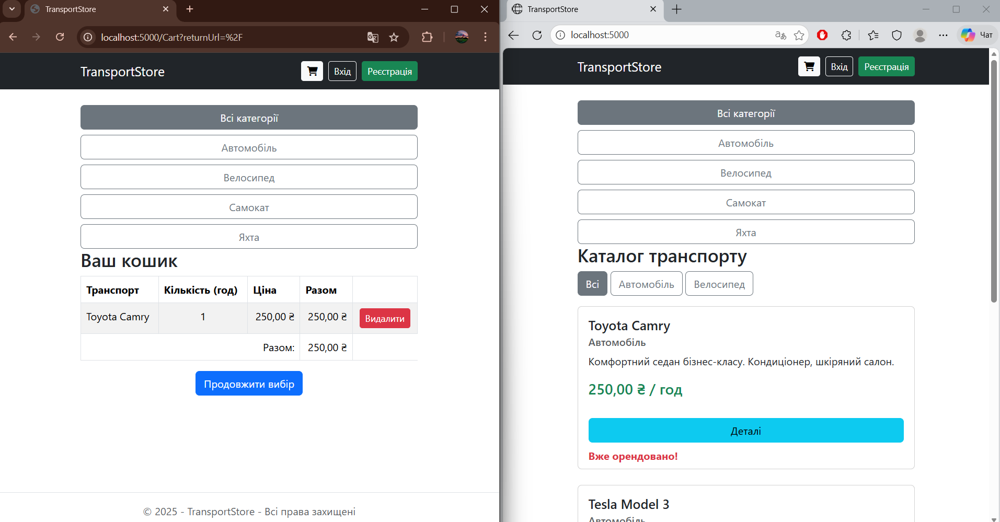 TransportStore
localhost:5000/Cart?returnUrl=%2F
TransportStore
Вхід
Реєстрація
Всі категорії
Автомобіль
Велосипед
Самокат
Яхта
Ваш кошик
Транспорт Кількість (год) Ціна Разом
Toyota Camry 1 250,00 ₴ 250,00 ₴ Видалити
Разом: 250,00 ₴
Продовжити вибір
© 2025 - TransportStore - Всі права захищені
TransportStore
localhost:5000
Чат
TransportStore
Вхід
Реєстрація
Всі категорії
Автомобіль
Велосипед
Самокат
Яхта
Каталог транспорту
Всі Автомобіль Велосипед
Toyota Camry
Автомобіль
Комфортний седан бізнес-класу. Кондиціонер, шкіряний салон.
250,00 ₴ / год
Деталі
Вже орендовано!
Tesla Model 3
Автомобіль